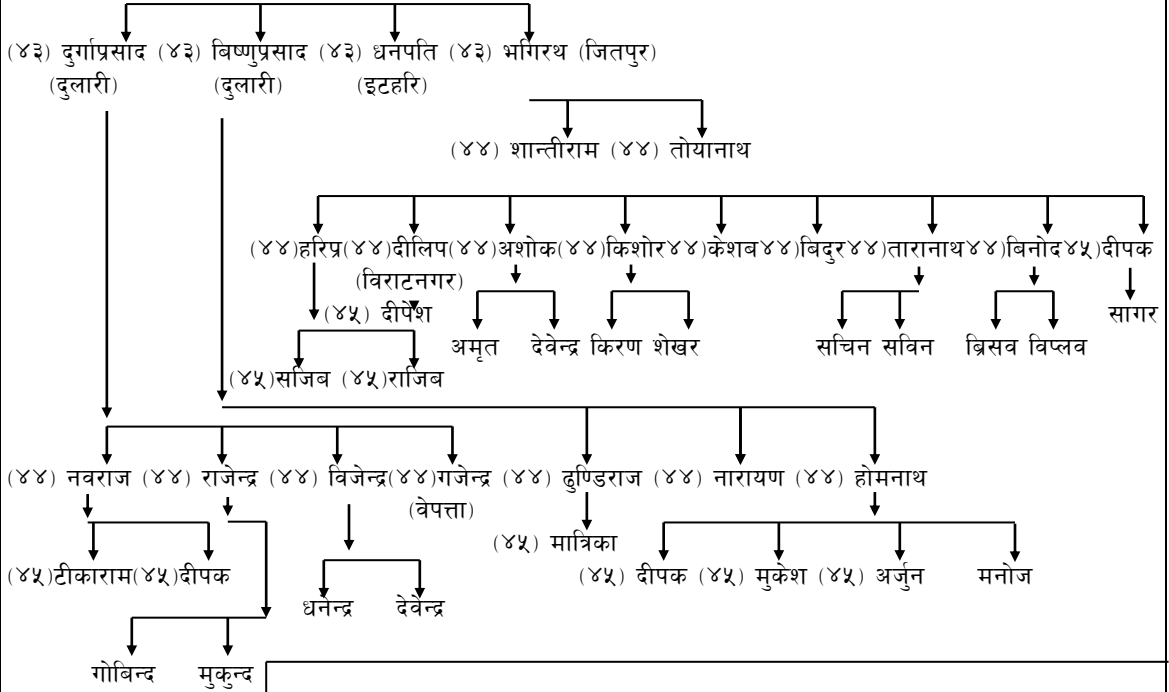 (४३) दुर्गाप्रसाद (४३) बिष्णुप्रसाद (४३) धनपति (४३) भगिरथ (जितपुर)
(दुलारी) (दुलारी) (इटहरि)
(४४) शान्तीराम (४४) तोयानाथ
(४४)हरिप्र(४४)दीलिप(४४)अशोक(४४)किशोर४४)केशब४४)बिदुर४४)तारानाथ४४)बिनोद४५)दीपक
(विराटनगर)
(४५) दीपेश सागर
अमृत देवेन्द्र किरण शेखर सचिन सविन ब्रिसव विप्लव
(४५)सजिब (४५)राजिब
(४४) नवराज (४४) राजेन्द्र (४४) विजेन्द्र(४४)गजेन्द्र (४४) ढुण्डिराज (४४) नारायण (४४) होमनाथ
(वेपत्ता)
(४५) मात्रिका
(४५)टीकाराम(४५)दीपक (४५) दीपक (४५) मुकेश (४५) अर्जुन मनोज
धनेन्द्र देवेन्द्र
गोबिन्द मुकुन्द